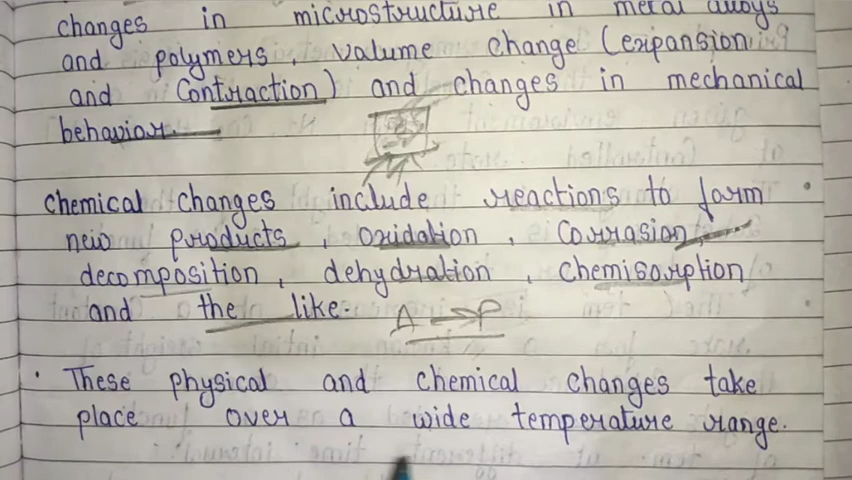 changes in microstructure in metal alloys
and polymers, valume change (expansion
and Contraction) and changes in mechanical
behaviar.
chemical changes include reactions to form
new products, oxidation, Corrasion,
decomposition, dehydration, chemisorption
and the like.
A → P
• These physical and chemical changes take
place over a wide temperature range.